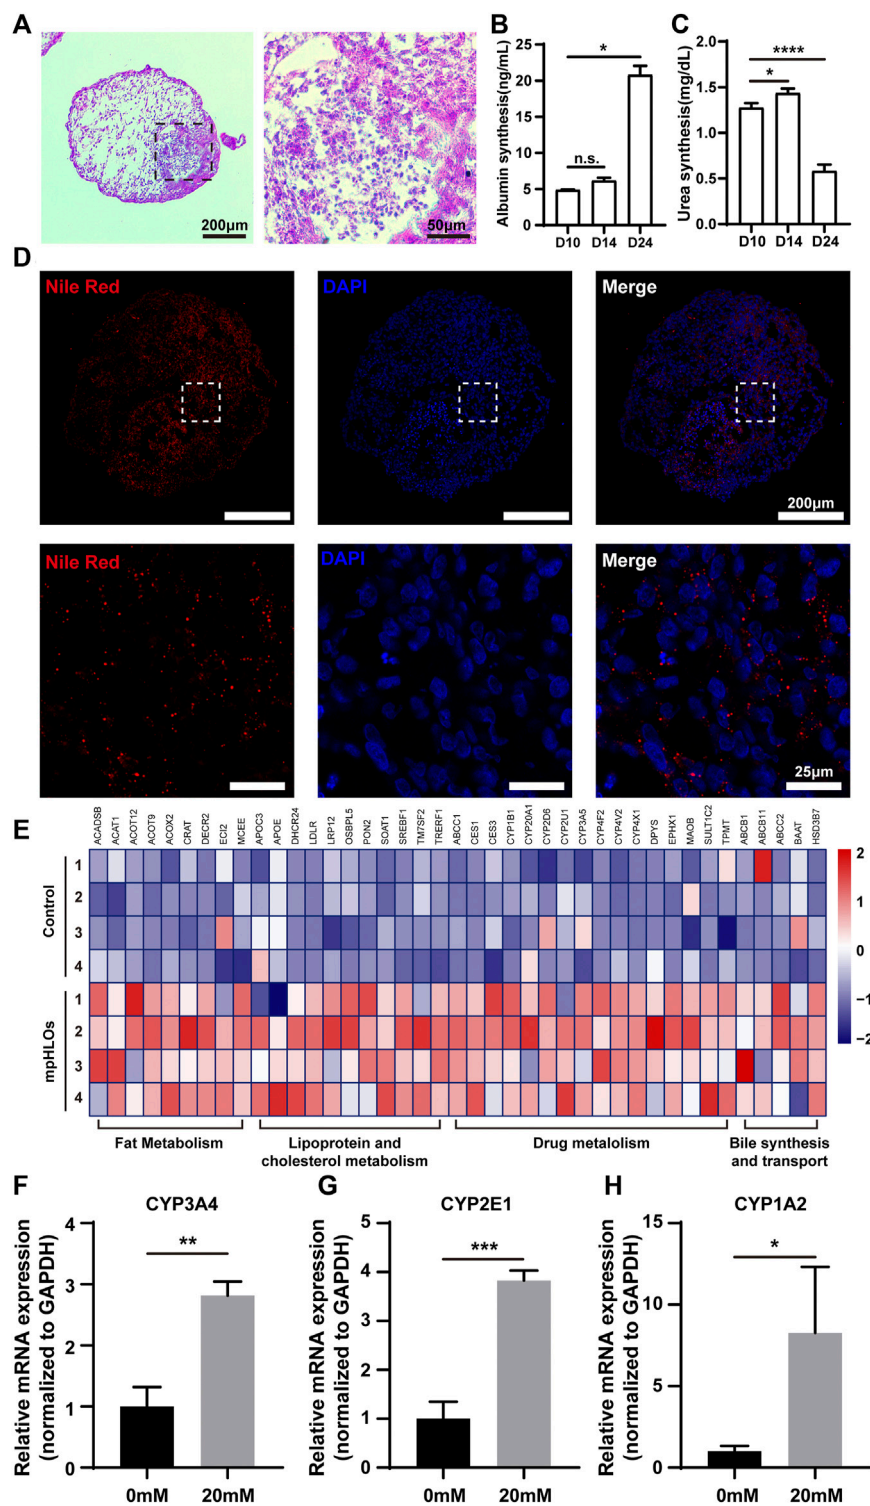 A
200μm
50μm
B
Albumin synthesis(ng/mL)
25
20
15
10
5
0
*
n.s.
D10 D14 D24
C
Urea synthesis(mg/dL)
2.0
1.5
1.0
0.5
0.0
****
*
D10 D14 D24
D
Nile Red
DAPI
Merge
200μm
Nile Red
DAPI
Merge
25μm
E
ACADSB
ACAT1
ACOT12
ACOT9
ACOX2
CRAT
DECR2
ECI2
MCEE
APOC3
APOE
DHCR24
LDLR
LRP12
OSBPL5
PON2
SOAT1
SREBF1
TM7SF2
TRERF1
ABCC1
CES1
CES3
CYP1B1
CYP20A1
CYP2D6
CYP2U1
CYP3A5
CYP4F2
CYP4V2
CYP4X1
DPYS
EPHX1
MAOB
SULT1C2
TPMT
ABCB1
ABCB11
ABCC2
BAAT
HSD3B7
Control
1
2
3
4
mpHLOs
1
2
3
4
2
1
0
−1
−2
Fat Metabolism
Lipoprotein and
cholesterol metabolism
Drug metalolism
Bile synthesis
and transport
F
CYP3A4
Relative mRNA expression
(normalized to GAPDH)
4
3
2
1
0
**
0mM 20mM
G
CYP2E1
Relative mRNA expression
(normalized to GAPDH)
5
4
3
2
1
0
***
0mM 20mM
H
CYP1A2
Relative mRNA expression
(normalized to GAPDH)
15
12
9
6
3
0
*
0mM 20mM